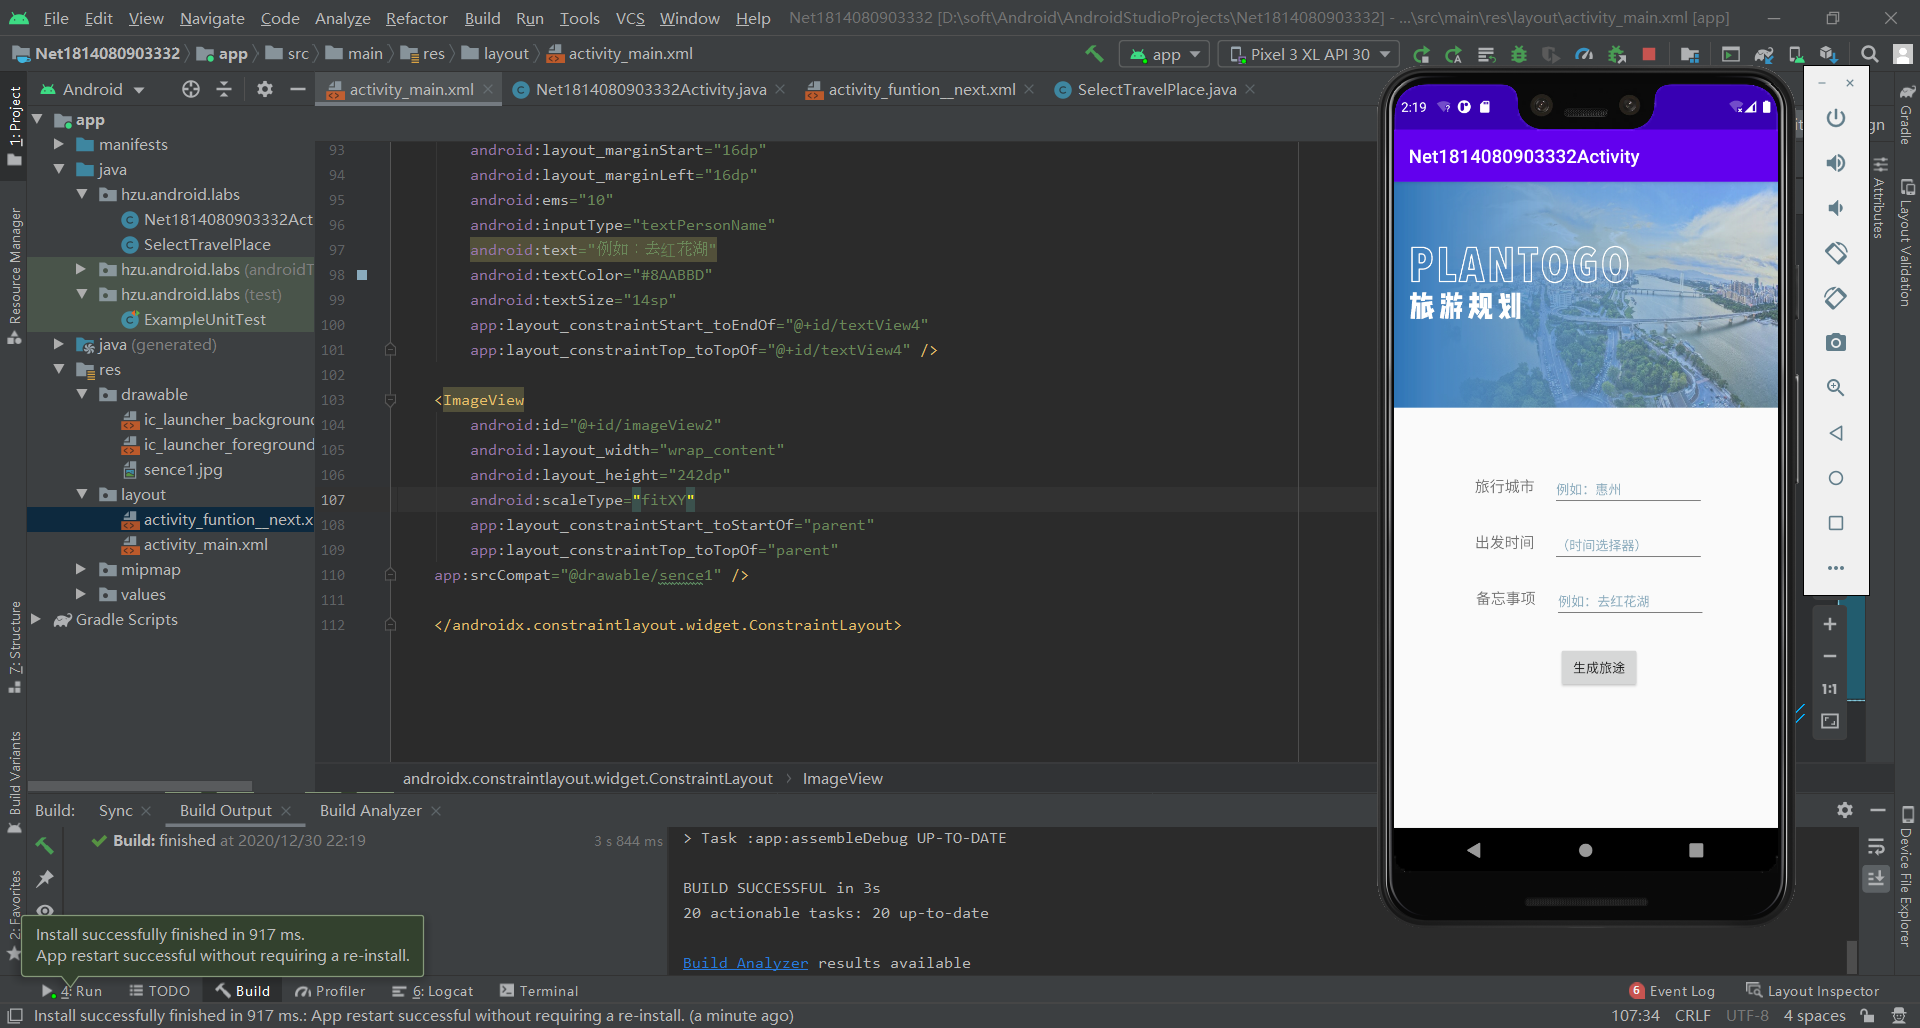 File Edit View Navigate Code Analyze Refactor Build Run Tools VCS Window Help Net1814080903332 [D:\soft\Android\AndroidStudioProjects\Net1814080903332] - ...\src\main\res\layout\activity_main.xml [app]
Net1814080903332 app src main res layout activity_main.xml
app Pixel 3 XL API 30
Android
activity_main.xml Net1814080903332Activity.java activity_funtion__next.xml SelectTravelPlace.java
1: Project
Resource Manager
Z: Structure
Build Variants
2: Favorites
app
manifests
java
hzu.android.labs
Net1814080903332Act
SelectTravelPlace
hzu.android.labs (androidT
hzu.android.labs (test)
ExampleUnitTest
java (generated)
res
drawable
ic_launcher_background
ic_launcher_foreground
sence1.jpg
layout
activity_funtion__next.x
activity_main.xml
mipmap
values
Gradle Scripts
93 android:layout_marginStart="16dp"
94 android:layout_marginLeft="16dp"
95 android:ems="10"
96 android:inputType="textPersonName"
97 android:text="例如：去红花湖"
98 android:textColor="#8AABBD"
99 android:textSize="14sp"
100 app:layout_constraintStart_toEndOf="@+id/textView4"
101 app:layout_constraintTop_toTopOf="@+id/textView4" />
102
103 <ImageView
104 android:id="@+id/imageView2"
105 android:layout_width="wrap_content"
106 android:layout_height="242dp"
107 android:scaleType="fitXY"
108 app:layout_constraintStart_toStartOf="parent"
109 app:layout_constraintTop_toTopOf="parent"
110 app:srcCompat="@drawable/sence1" />
111
112 </androidx.constraintlayout.widget.ConstraintLayout>
androidx.constraintlayout.widget.ConstraintLayout ImageView
2:19
Net1814080903332Activity
PLANTOGO
旅游规划
旅行城市 例如：惠州
出发时间 （时间选择器）
备忘事项 例如：去红花湖
生成旅途
1:1
Gradle
Attributes
Layout Validation
Device File Explorer
Build: Sync Build Output Build Analyzer
Build: finished at 2020/12/30 22:19 3 s 844 ms
> Task :app:assembleDebug UP-TO-DATE
BUILD SUCCESSFUL in 3s
20 actionable tasks: 20 up-to-date
Build Analyzer results available
Install successfully finished in 917 ms.
App restart successful without requiring a re-install.
4: Run TODO Build Profiler 6: Logcat Terminal 6 Event Log Layout Inspector
Install successfully finished in 917 ms.: App restart successful without requiring a re-install. (a minute ago) 107:34 CRLF UTF-8 4 spaces